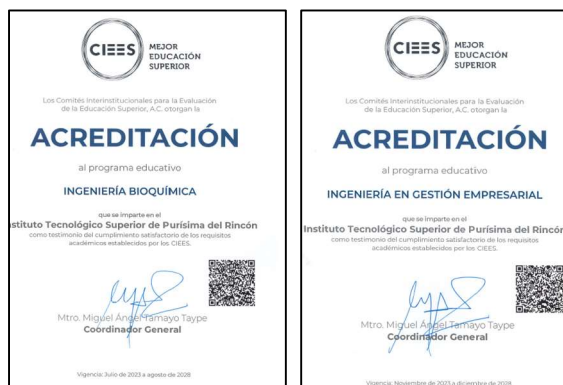 CIEES
MEJOR
EDUCACIÓN
SUPERIOR
Los Comités Interinstitucionales para la Evaluación
de la Educación Superior, A.C. otorgan la
ACREDITACIÓN
al programa educativo
INGENIERÍA BIOQUÍMICA
que se imparte en el
nstituto Tecnológico Superior de Purísima del Rincón
como testimonio del cumplimiento satisfactorio de los requisitos
académicos establecidos por los CIEES.
Mtro. Miguel Ángel Tamayo Taype
Coordinador General
Vigencia: Julio de 2023 a agosto de 2028
CIEES
MEJOR
EDUCACIÓN
SUPERIOR
Los Comités Interinstitucionales para la Evaluación
de la Educación Superior, A.C. otorgan la
ACREDITACIÓN
al programa educativo
INGENIERÍA EN GESTIÓN EMPRESARIAL
que se imparte en el
Instituto Tecnológico Superior de Purísima del Rincón
como testimonio del cumplimiento satisfactorio de los requisitos
académicos establecidos por los CIEES.
Mtro. Miguel Ángel Tamayo Taype
Coordinador General
Vigencia: Noviembre de 2023 a diciembre de 2028